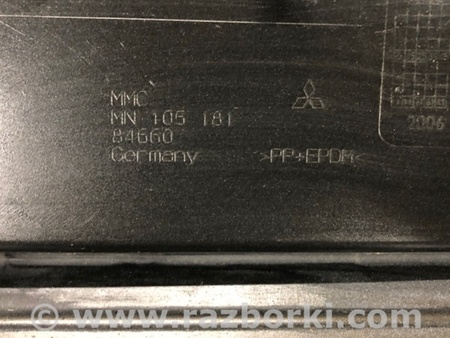 MMC
MN 105 181
84660
Germany
>PP+EPDM<
2006
www.razborki.com